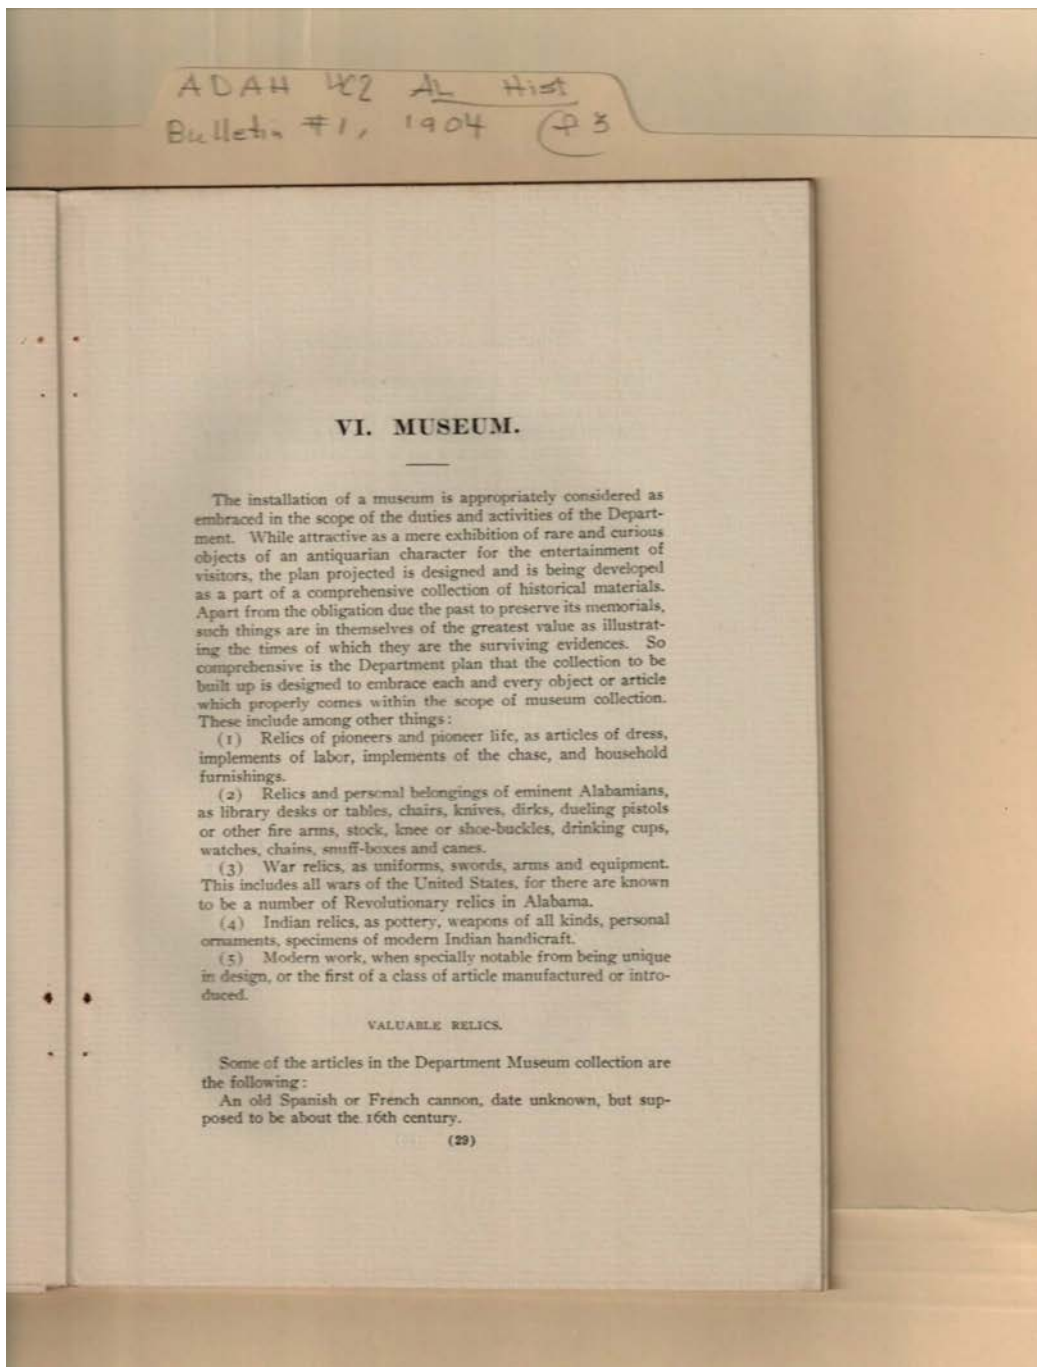 ADAH AL Hist
Bulletin #1, 1904 P 3
VI. MUSEUM.
The installation of a museum is appropriately considered as
embraced in the scope of the duties and activities of the Depart-
ment. While attractive as a mere exhibition of rare and curious
objects of an antiquarian character for the entertainment of
visitors, the plan projected is designed and is being developed
as a part of a comprehensive collection of historical materials.
Apart from the obligation due the past to preserve its memorials,
such things are in themselves of the greatest value as illustrat-
ing the times of which they are the surviving evidences. So
comprehensive is the Department plan that the collection to be
built up is designed to embrace each and every object or article
which properly comes within the scope of museum collection.
These include among other things:
(1) Relics of pioneers and pioneer life, as articles of dress,
implements of labor, implements of the chase, and household
furnishings.
(2) Relics and personal belongings of eminent Alabamians,
as library desks or tables, chairs, knives, dirks, dueling pistols
or other fire arms, stock, knee or shoe-buckles, drinking cups,
watches, chains, snuff-boxes and canes.
(3) War relics, as uniforms, swords, arms and equipment.
This includes all wars of the United States, for there are known
to be a number of Revolutionary relics in Alabama.
(4) Indian relics, as pottery, weapons of all kinds, personal
ornaments, specimens of modern Indian handicraft.
(5) Modern work, when specially notable from being unique
in design, or the first of a class of article manufactured or intro-
duced.
VALUABLE RELICS.
Some of the articles in the Department Museum collection are
the following:
An old Spanish or French cannon, date unknown, but sup-
posed to be about the 16th century.
(29)